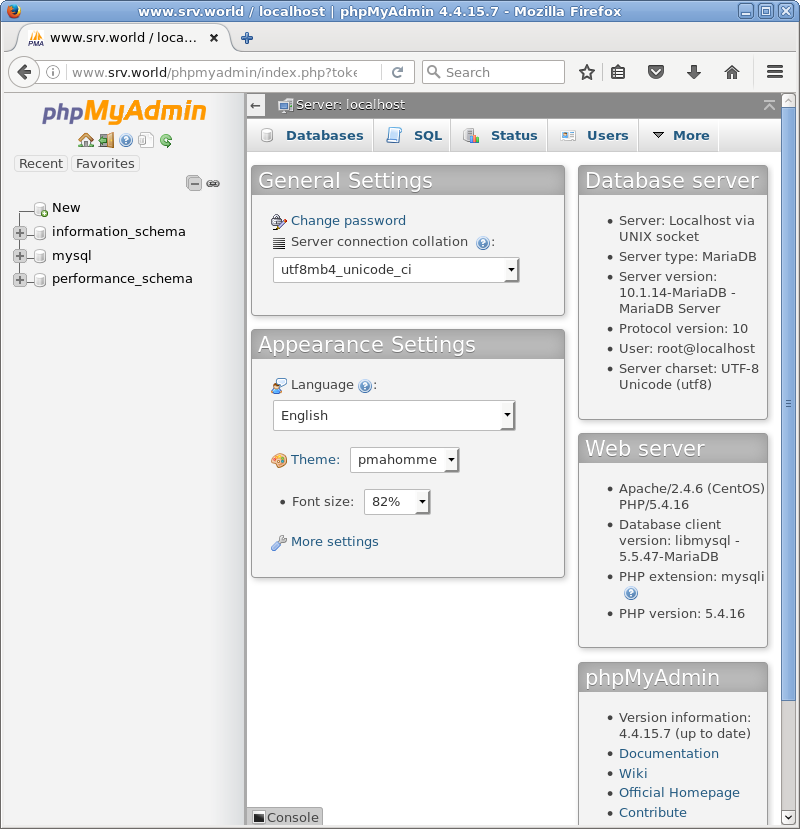 www.srv.world / localhost | phpMyAdmin 4.4.15.7 - Mozilla Firefox
PMA www.srv.world / loca...
www.srv.world/phpmyadmin/index.php?toke
Search
phpMyAdmin
Recent Favorites
New
information_schema
mysql
performance_schema
Server: localhost
Databases SQL Status Users More
General Settings
Change password
Server connection collation :
utf8mb4_unicode_ci
Appearance Settings
Language :
English
Theme: pmahomme
• Font size: 82%
More settings
Database server
• Server: Localhost via
UNIX socket
• Server type: MariaDB
• Server version:
10.1.14-MariaDB -
MariaDB Server
• Protocol version: 10
• User: root@localhost
• Server charset: UTF-8
Unicode (utf8)
Web server
• Apache/2.4.6 (CentOS)
PHP/5.4.16
• Database client
version: libmysql -
5.5.47-MariaDB
• PHP extension: mysqli
• PHP version: 5.4.16
phpMyAdmin
• Version information:
4.4.15.7 (up to date)
• Documentation
• Wiki
• Official Homepage
• Contribute
Console